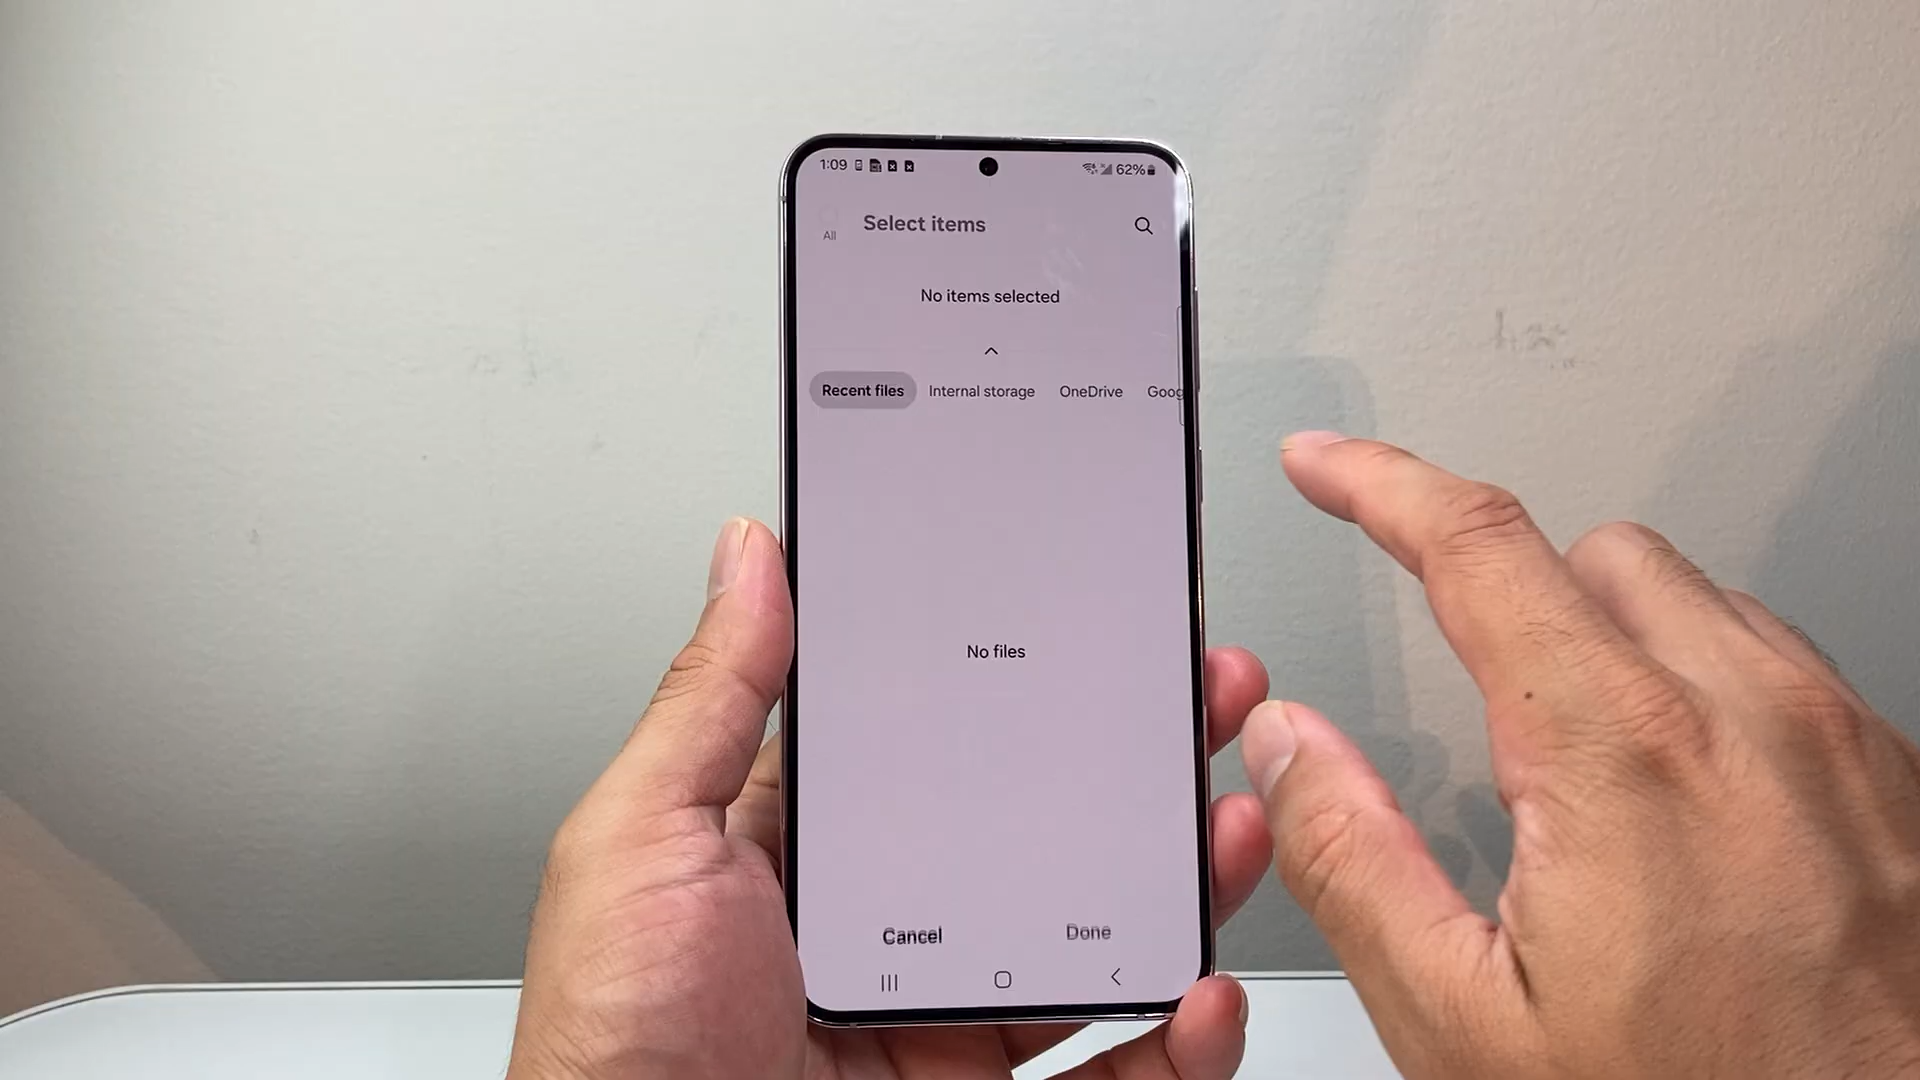 1:09 62%
All
Select items
No items selected
Recent files Internal storage OneDrive Goog
No files
Cancel Done